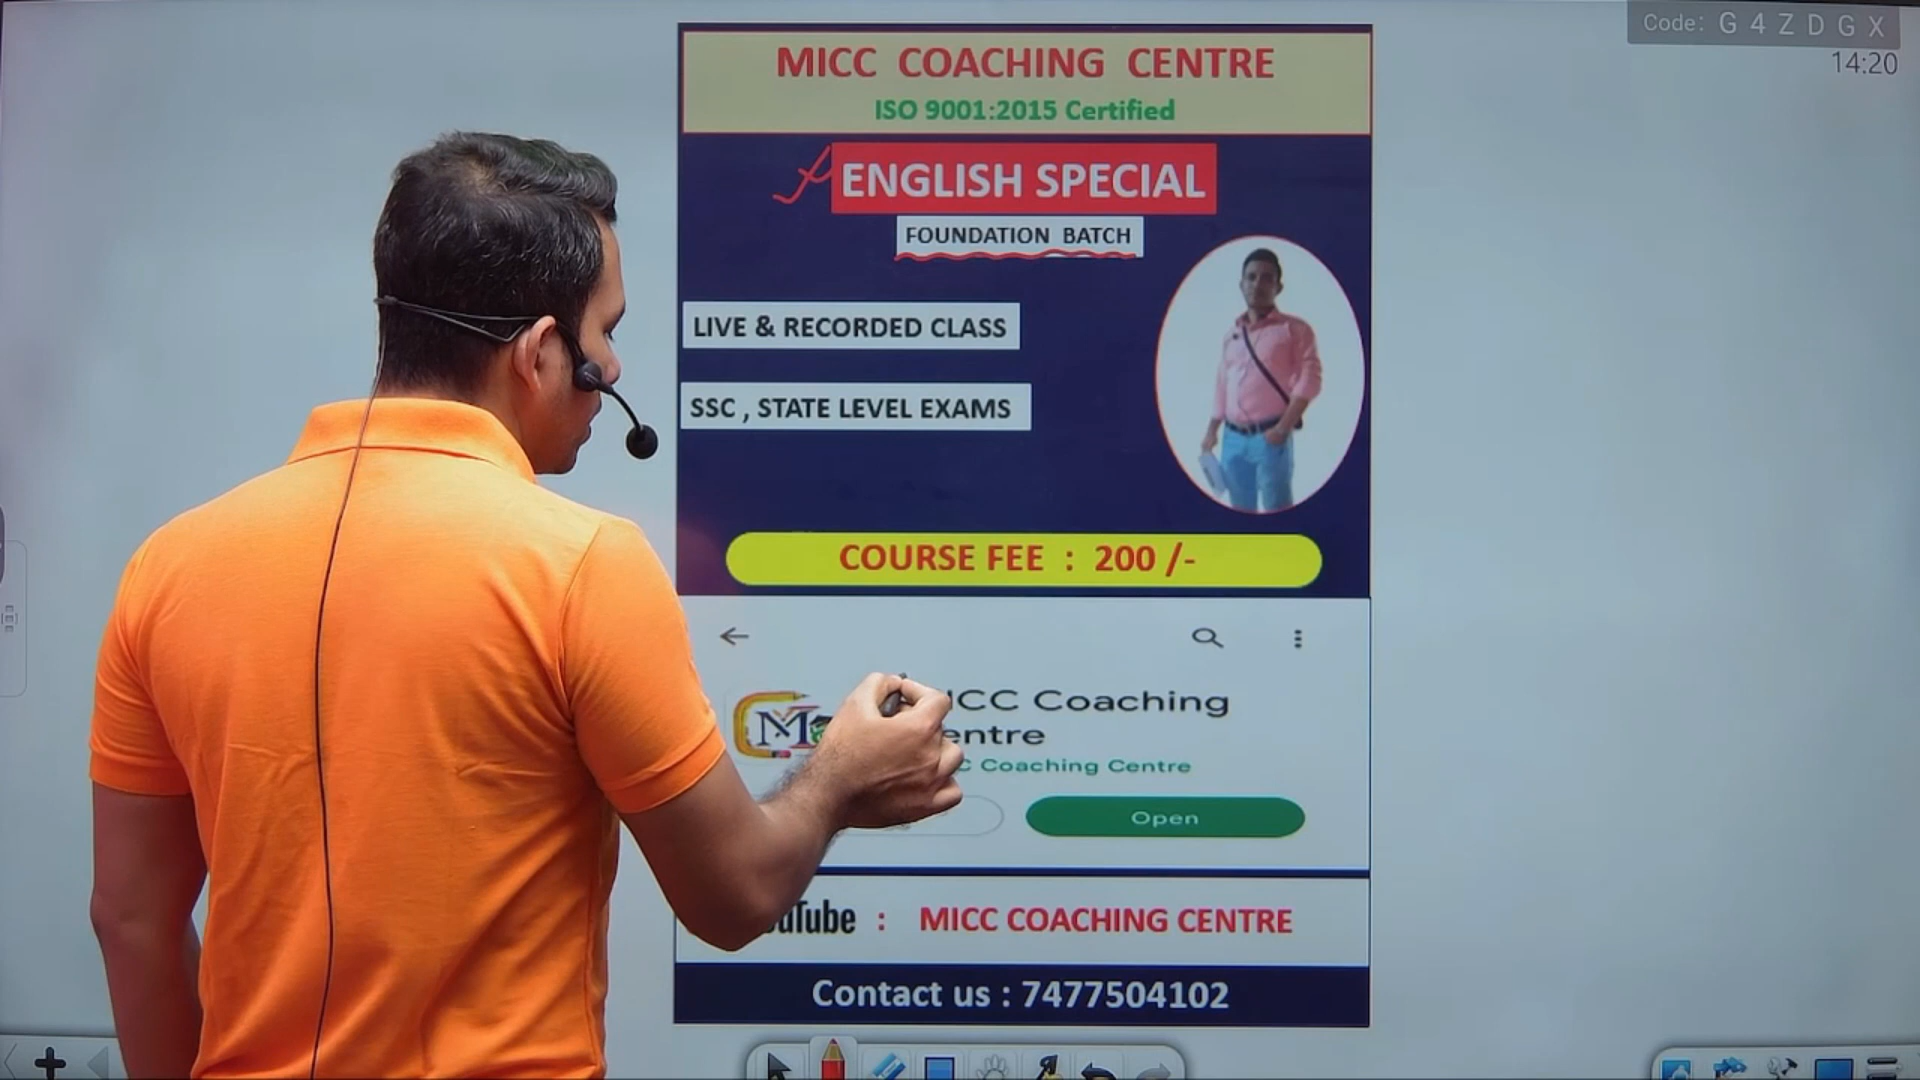 Code: G4ZDGX
14:20
MICC COACHING CENTRE
ISO 9001:2015 Certified
ENGLISH SPECIAL
FOUNDATION BATCH
LIVE & RECORDED CLASS
SSC , STATE LEVEL EXAMS
COURSE FEE : 200 /-
ICC Coaching
entre
C Coaching Centre
Open
uTube : MICC COACHING CENTRE
Contact us : 7477504102